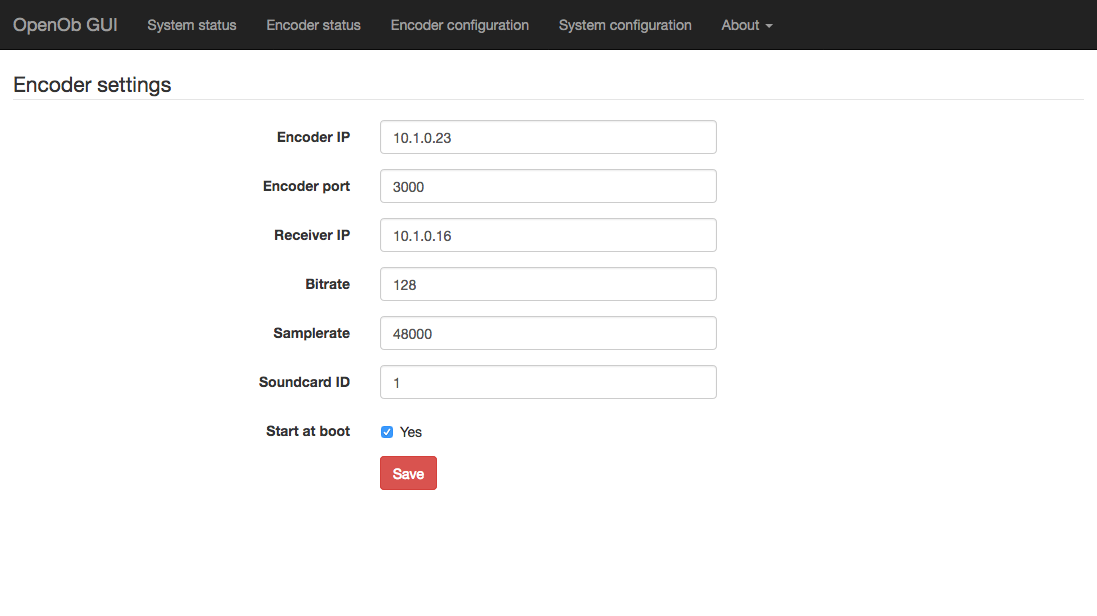 OpenOb GUI System status Encoder status Encoder configuration System configuration About
Encoder settings
Encoder IP 10.1.0.23
Encoder port 3000
Receiver IP 10.1.0.16
Bitrate 128
Samplerate 48000
Soundcard ID 1
Start at boot Yes
Save